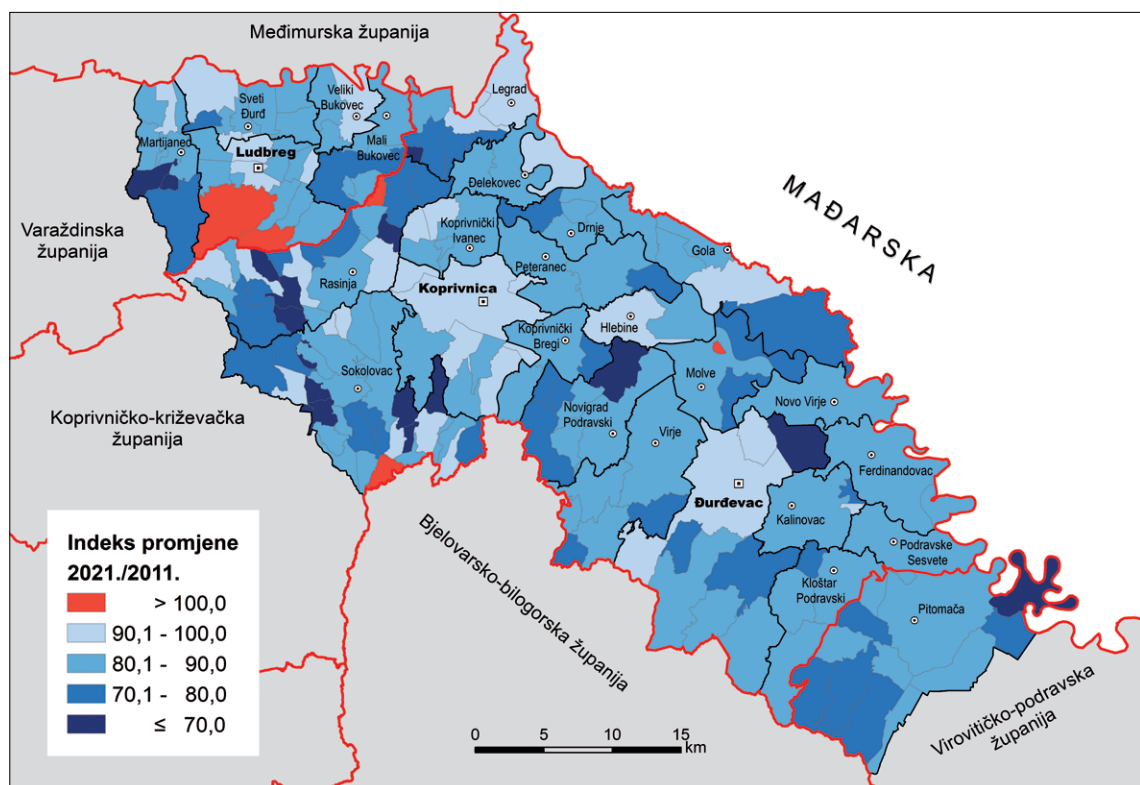 Međimurska županija
Legrad
Veliki
Bukovec
Sveti
Đurđ
Mali
Bukovec
Martijanec
Ludbreg
Đelekovec
MAĐARSKA
Varaždinska
županija
Koprivnički
Ivanec
Drnje
Gola
Peteranec
Rasinja
Koprivnica
Hlebine
Koprivnički
Bregi
Sokolovac
Molve
Koprivničko-križevačka
županija
Novo Virje
Novigrad
Podravski
Virje
Ferdinandovac
Đurđevac
Kalinovac
Bjelovarsko-bilogorska županija
Podravske
Sesvete
Kloštar
Podravski
Pitomača
Virovitičko-podravska
županija
Indeks promjene
2021./2011.
> 100,0
90,1 - 100,0
80,1 - 90,0
70,1 - 80,0
≤ 70,0
0 5 10 15
km